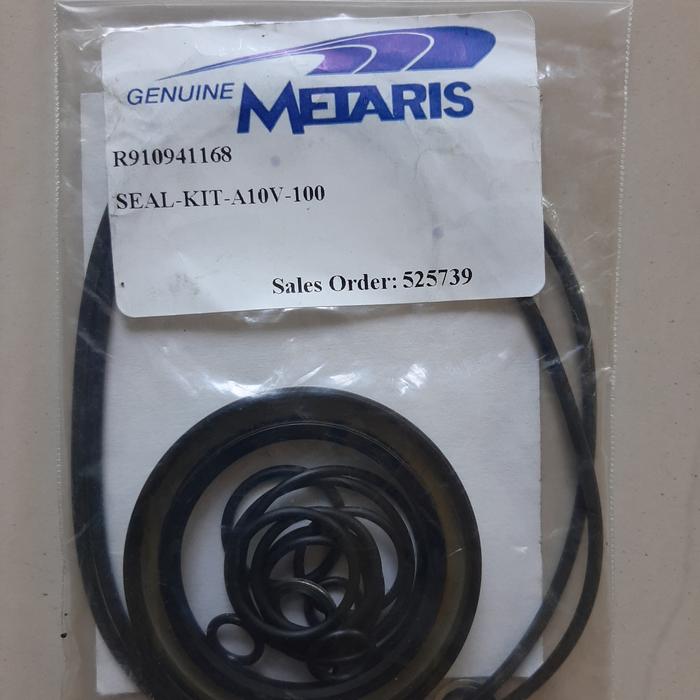 GENUINE METARIS
R910941168
SEAL-KIT-A10V-100
Sales Order: 525739